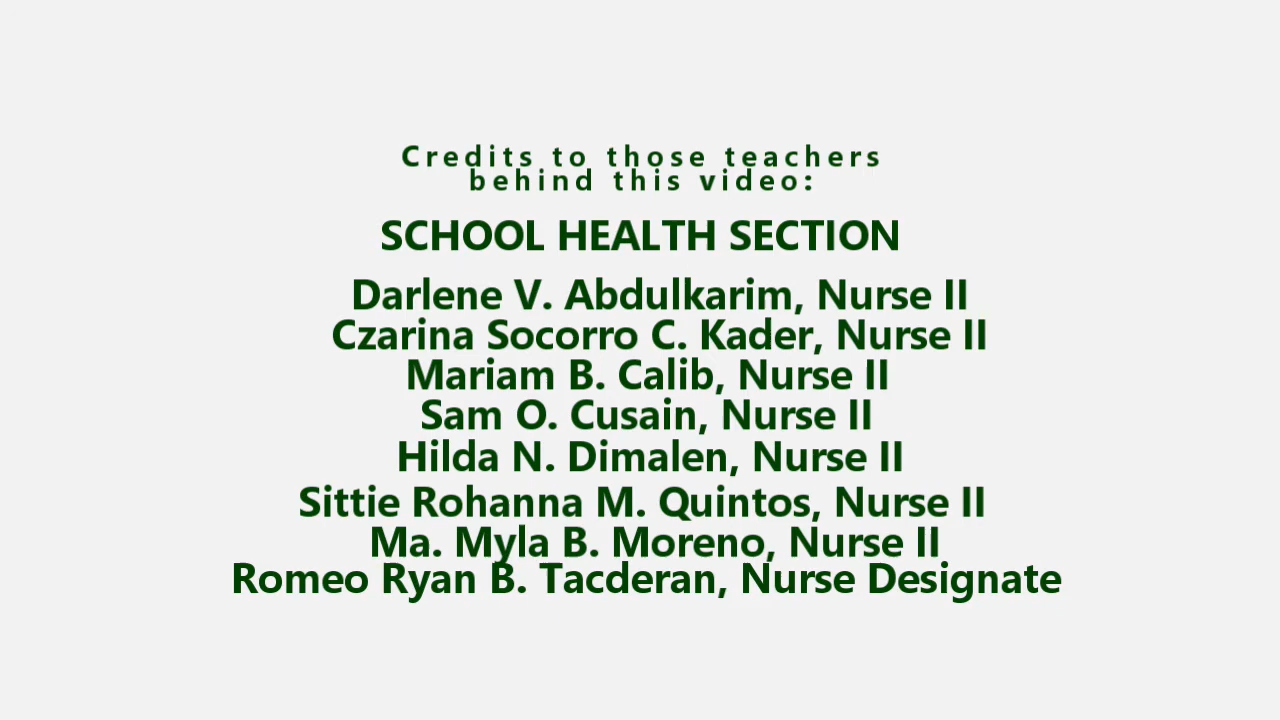 Credits to those teachers
behind this video:
SCHOOL HEALTH SECTION
Darlene V. Abdulkarim, Nurse II
Czarina Socorro C. Kader, Nurse II
Mariam B. Calib, Nurse II
Sam O. Cusain, Nurse II
Hilda N. Dimalen, Nurse II
Sittie Rohanna M. Quintos, Nurse II
Ma. Myla B. Moreno, Nurse II
Romeo Ryan B. Tacderan, Nurse Designate